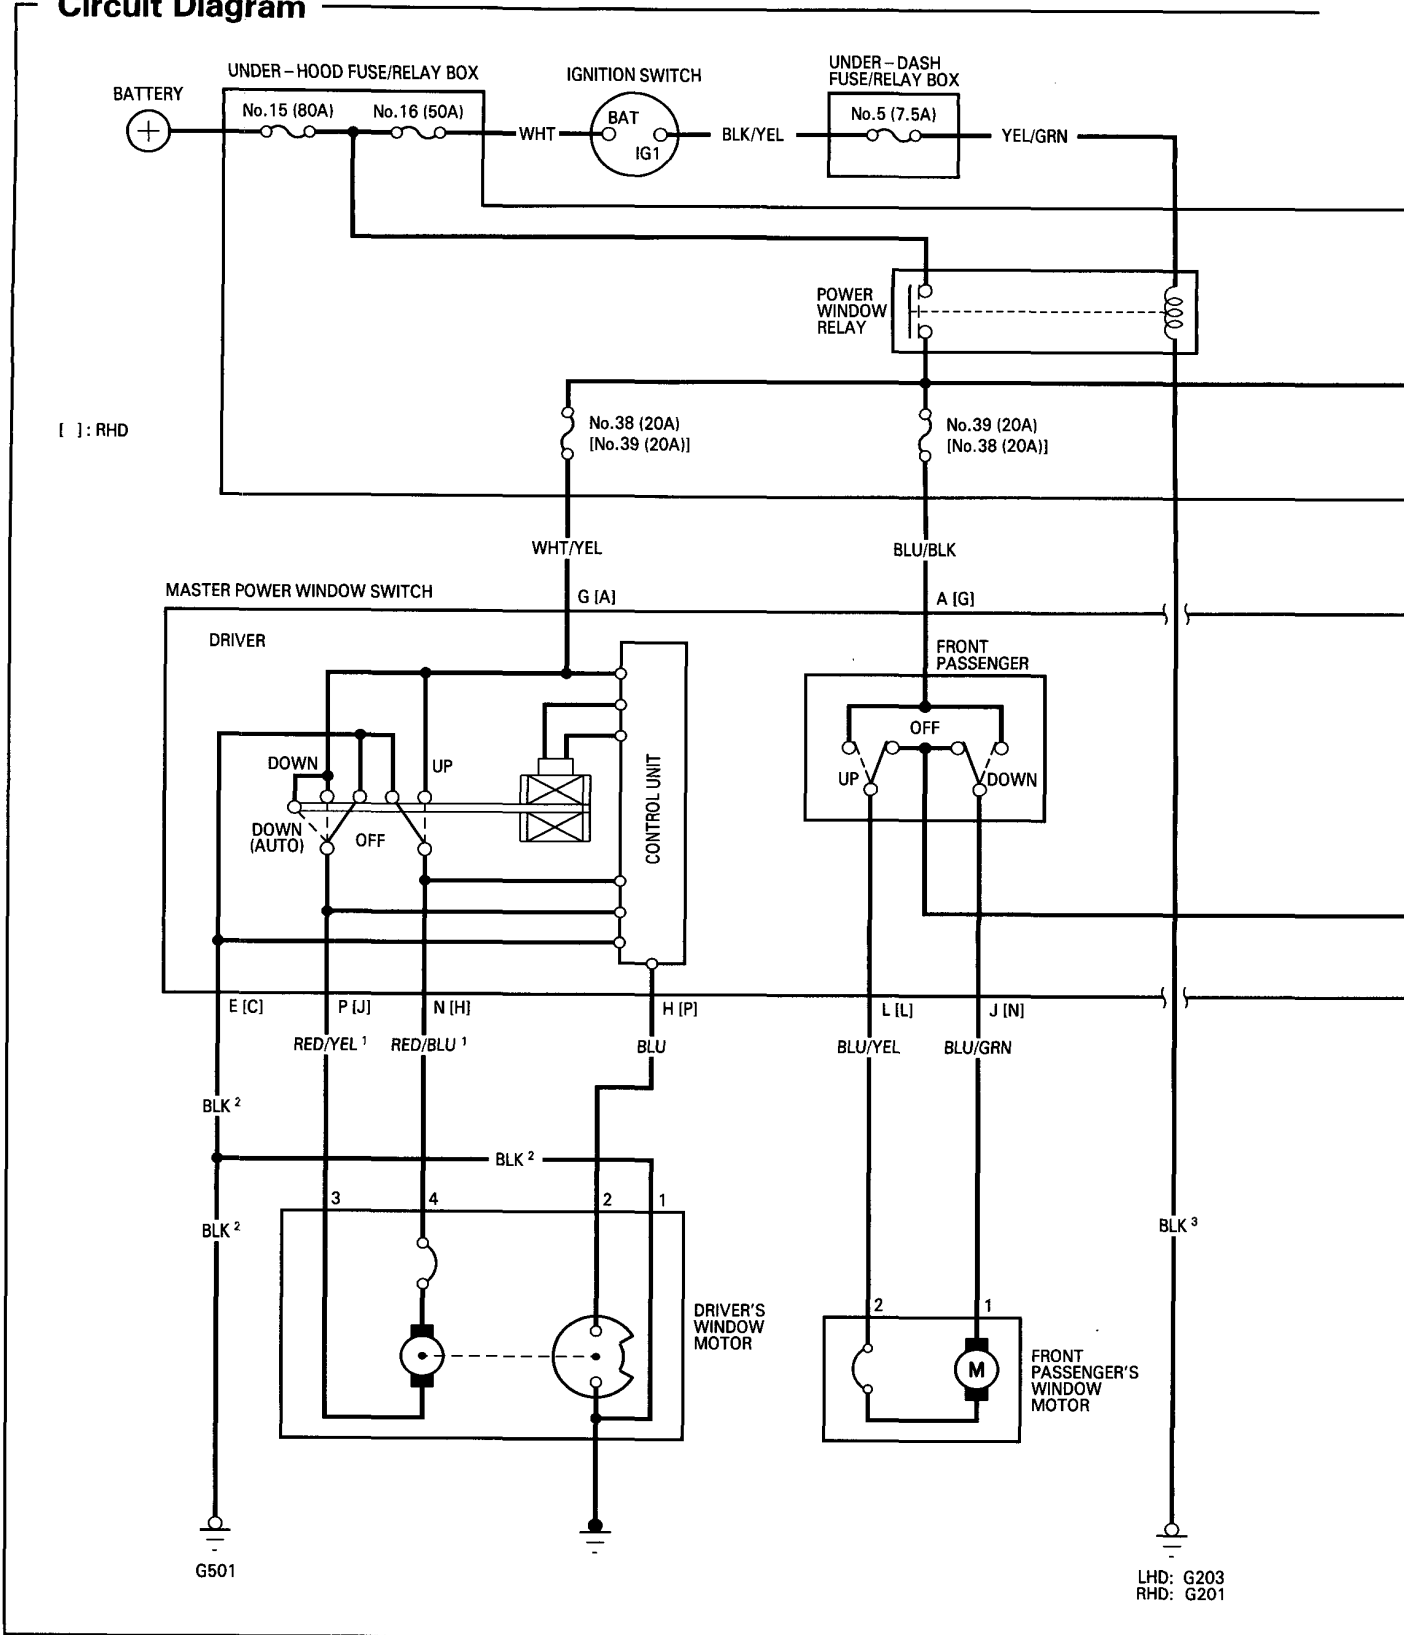 Circuit Diagram
UNDER-HOOD FUSE/RELAY BOX
IGNITION SWITCH
UNDER-DASH
FUSE/RELAY BOX
BATTERY
+
No.15 (80A)
No.16 (50A)
WHT
BAT
IG1
BLK/YEL
No.5 (7.5A)
YEL/GRN
POWER
WINDOW
RELAY
[ ]: RHD
No.38 (20A)
[No.39 (20A)]
No.39 (20A)
[No.38 (20A)]
WHT/YEL
BLU/BLK
MASTER POWER WINDOW SWITCH
G [A]
A [G]
DRIVER
FRONT
PASSENGER
DOWN
UP
DOWN
(AUTO)
OFF
CONTROL UNIT
OFF
UP
DOWN
E [C]
P [J]
N [H]
H [P]
L [L]
J [N]
RED/YEL 1
RED/BLU 1
BLU
BLU/YEL
BLU/GRN
BLK 2
BLK 2
BLK 2
3
4
2
1
BLK 3
DRIVER'S
WINDOW
MOTOR
2
1
M
FRONT
PASSENGER'S
WINDOW
MOTOR
G501
LHD: G203
RHD: G201